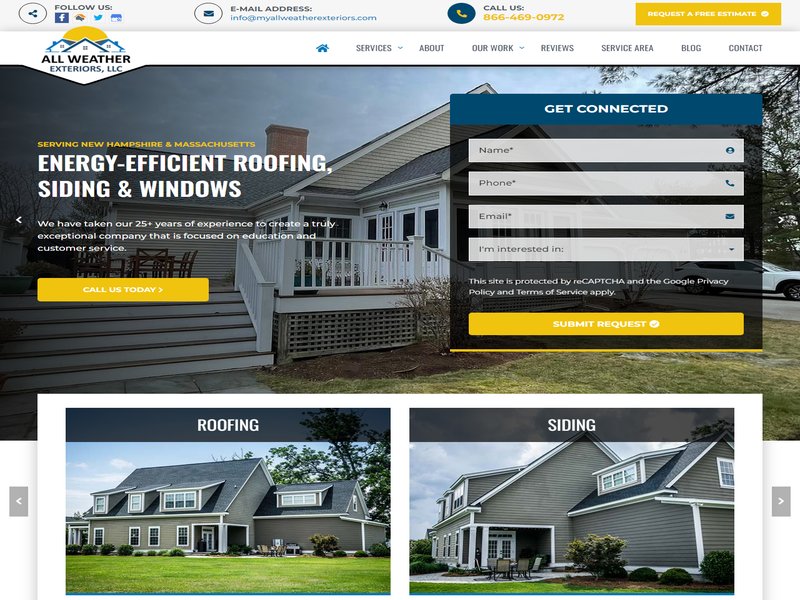 FOLLOW US:
E-MAIL ADDRESS:
info@myallweatherexteriors.com
CALL US:
866-469-0972
REQUEST A FREE ESTIMATE
ALL WEATHER
EXTERIORS, LLC
SERVICES
ABOUT
OUR WORK
REVIEWS
SERVICE AREA
BLOG
CONTACT
SERVING NEW HAMPSHIRE & MASSACHUSETTS
ENERGY-EFFICIENT ROOFING,
SIDING & WINDOWS
We have taken our 25+ years of experience to create a truly
exceptional company that is focused on education and
customer service.
CALL US TODAY >
GET CONNECTED
Name*
Phone*
Email*
I'm interested in:
This site is protected by reCAPTCHA and the Google Privacy
Policy and Terms of Service apply.
SUBMIT REQUEST
ROOFING
SIDING